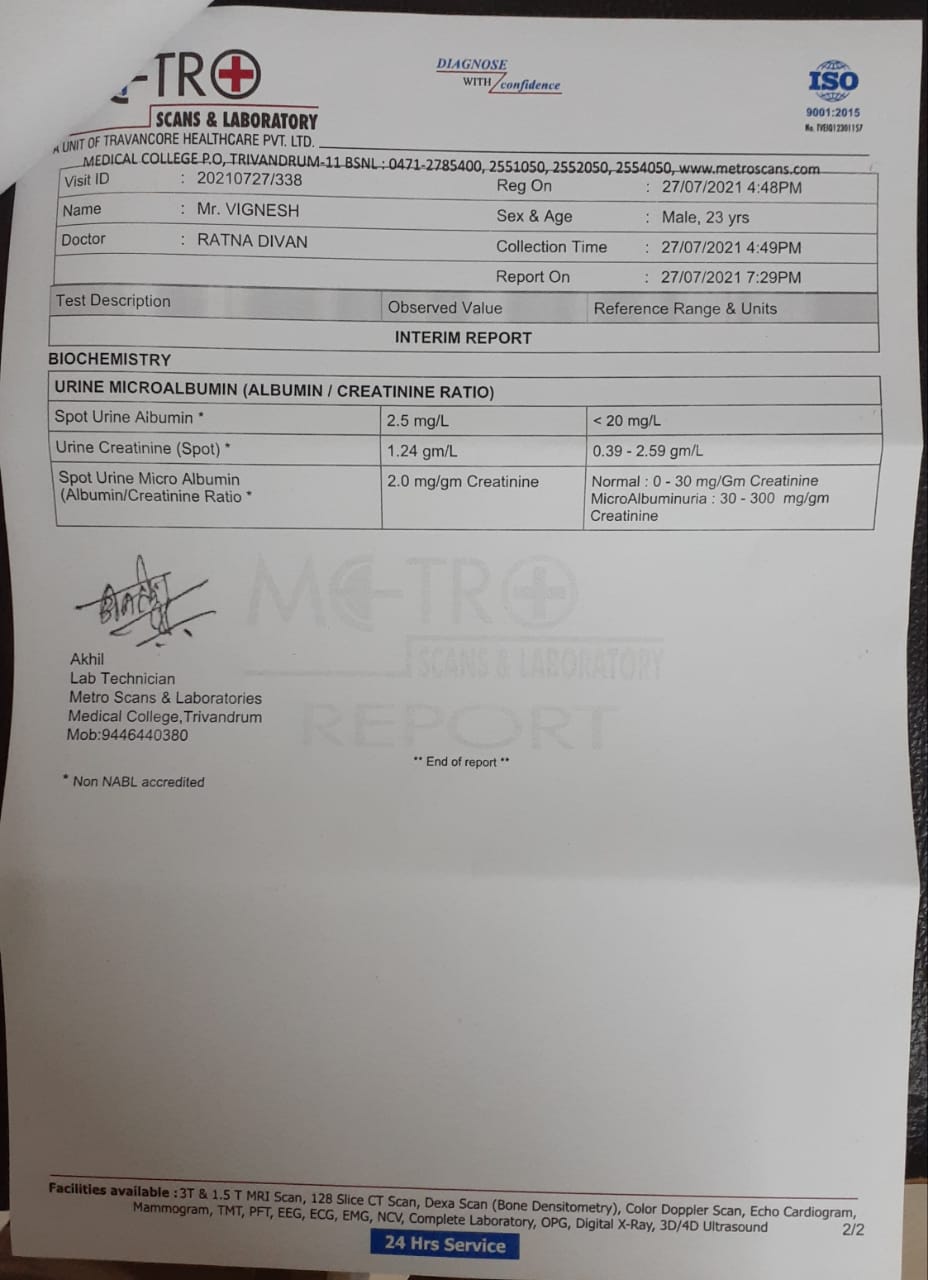 TR
SCANS & LABORATORY
A UNIT OF TRAVANCORE HEALTHCARE PVT. LTD.
DIAGNOSE
WITH confidence
ISO
9001:2015
MEDICAL COLLEGE P.O, TRIVANDRUM-11 BSNL : 0471-2785400, 2551050, 2552050, 2554050, www.metroscans.com
Visit ID : 20210727/338 Reg On : 27/07/2021 4:48PM
Name : Mr. VIGNESH Sex & Age : Male, 23 yrs
Doctor : RATNA DIVAN Collection Time : 27/07/2021 4:49PM
Report On : 27/07/2021 7:29PM
Test Description Observed Value Reference Range & Units
INTERIM REPORT
BIOCHEMISTRY
URINE MICROALBUMIN (ALBUMIN / CREATININE RATIO)
Spot Urine Aibumin * 2.5 mg/L < 20 mg/L
Urine Creatinine (Spot) * 1.24 gm/L 0.39 - 2.59 gm/L
Spot Urine Micro Albumin 2.0 mg/gm Creatinine Normal : 0 - 30 mg/Gm Creatinine
(Albumin/Creatinine Ratio * MicroAlbuminuria : 30 - 300 mg/gm
Creatinine
METRO
SCANS & LABORATORY
REPORT
Akhil
Lab Technician
Metro Scans & Laboratories
Medical College,Trivandrum
Mob:9446440380
** End of report **
* Non NABL accredited
Facilities available : 3T & 1.5 T MRI Scan, 128 Slice CT Scan, Dexa Scan (Bone Densitometry), Color Doppler Scan, Echo Cardiogram,
Mammogram, TMT, PFT, EEG, ECG, EMG, NCV, Complete Laboratory, OPG, Digital X-Ray, 3D/4D Ultrasound 2/2
24 Hrs Service